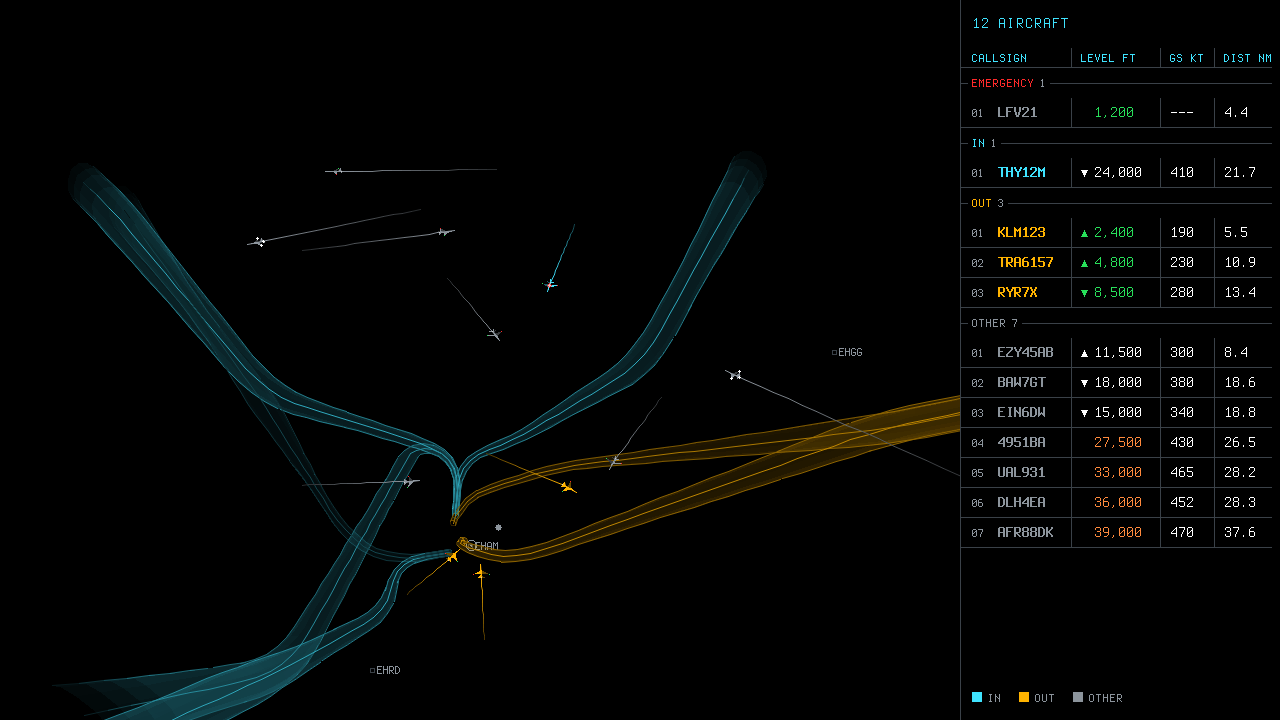 12 AIRCRAFT
CALLSIGN LEVEL FT GS KT DIST NM
EMERGENCY 1
01 LFV21 1,200 --- 4.4
IN 1
01 THY12M ▼ 24,000 410 21.7
OUT 3
01 KLM123 ▲ 2,400 190 5.5
02 TRA6157 ▲ 4,800 230 10.9
03 RYR7X ▼ 8,500 280 13.4
OTHER 7
01 EZY45AB ▲ 11,500 300 8.4
02 BAW7GT ▼ 18,000 380 18.6
03 EIN6DW ▼ 15,000 340 18.8
04 4951BA 27,500 430 26.5
05 UAL931 33,000 465 28.2
06 DLH4EA 36,000 452 28.3
07 AFR88DK 39,000 470 37.6
IN OUT OTHER
EHGG
EHAM
EHRD